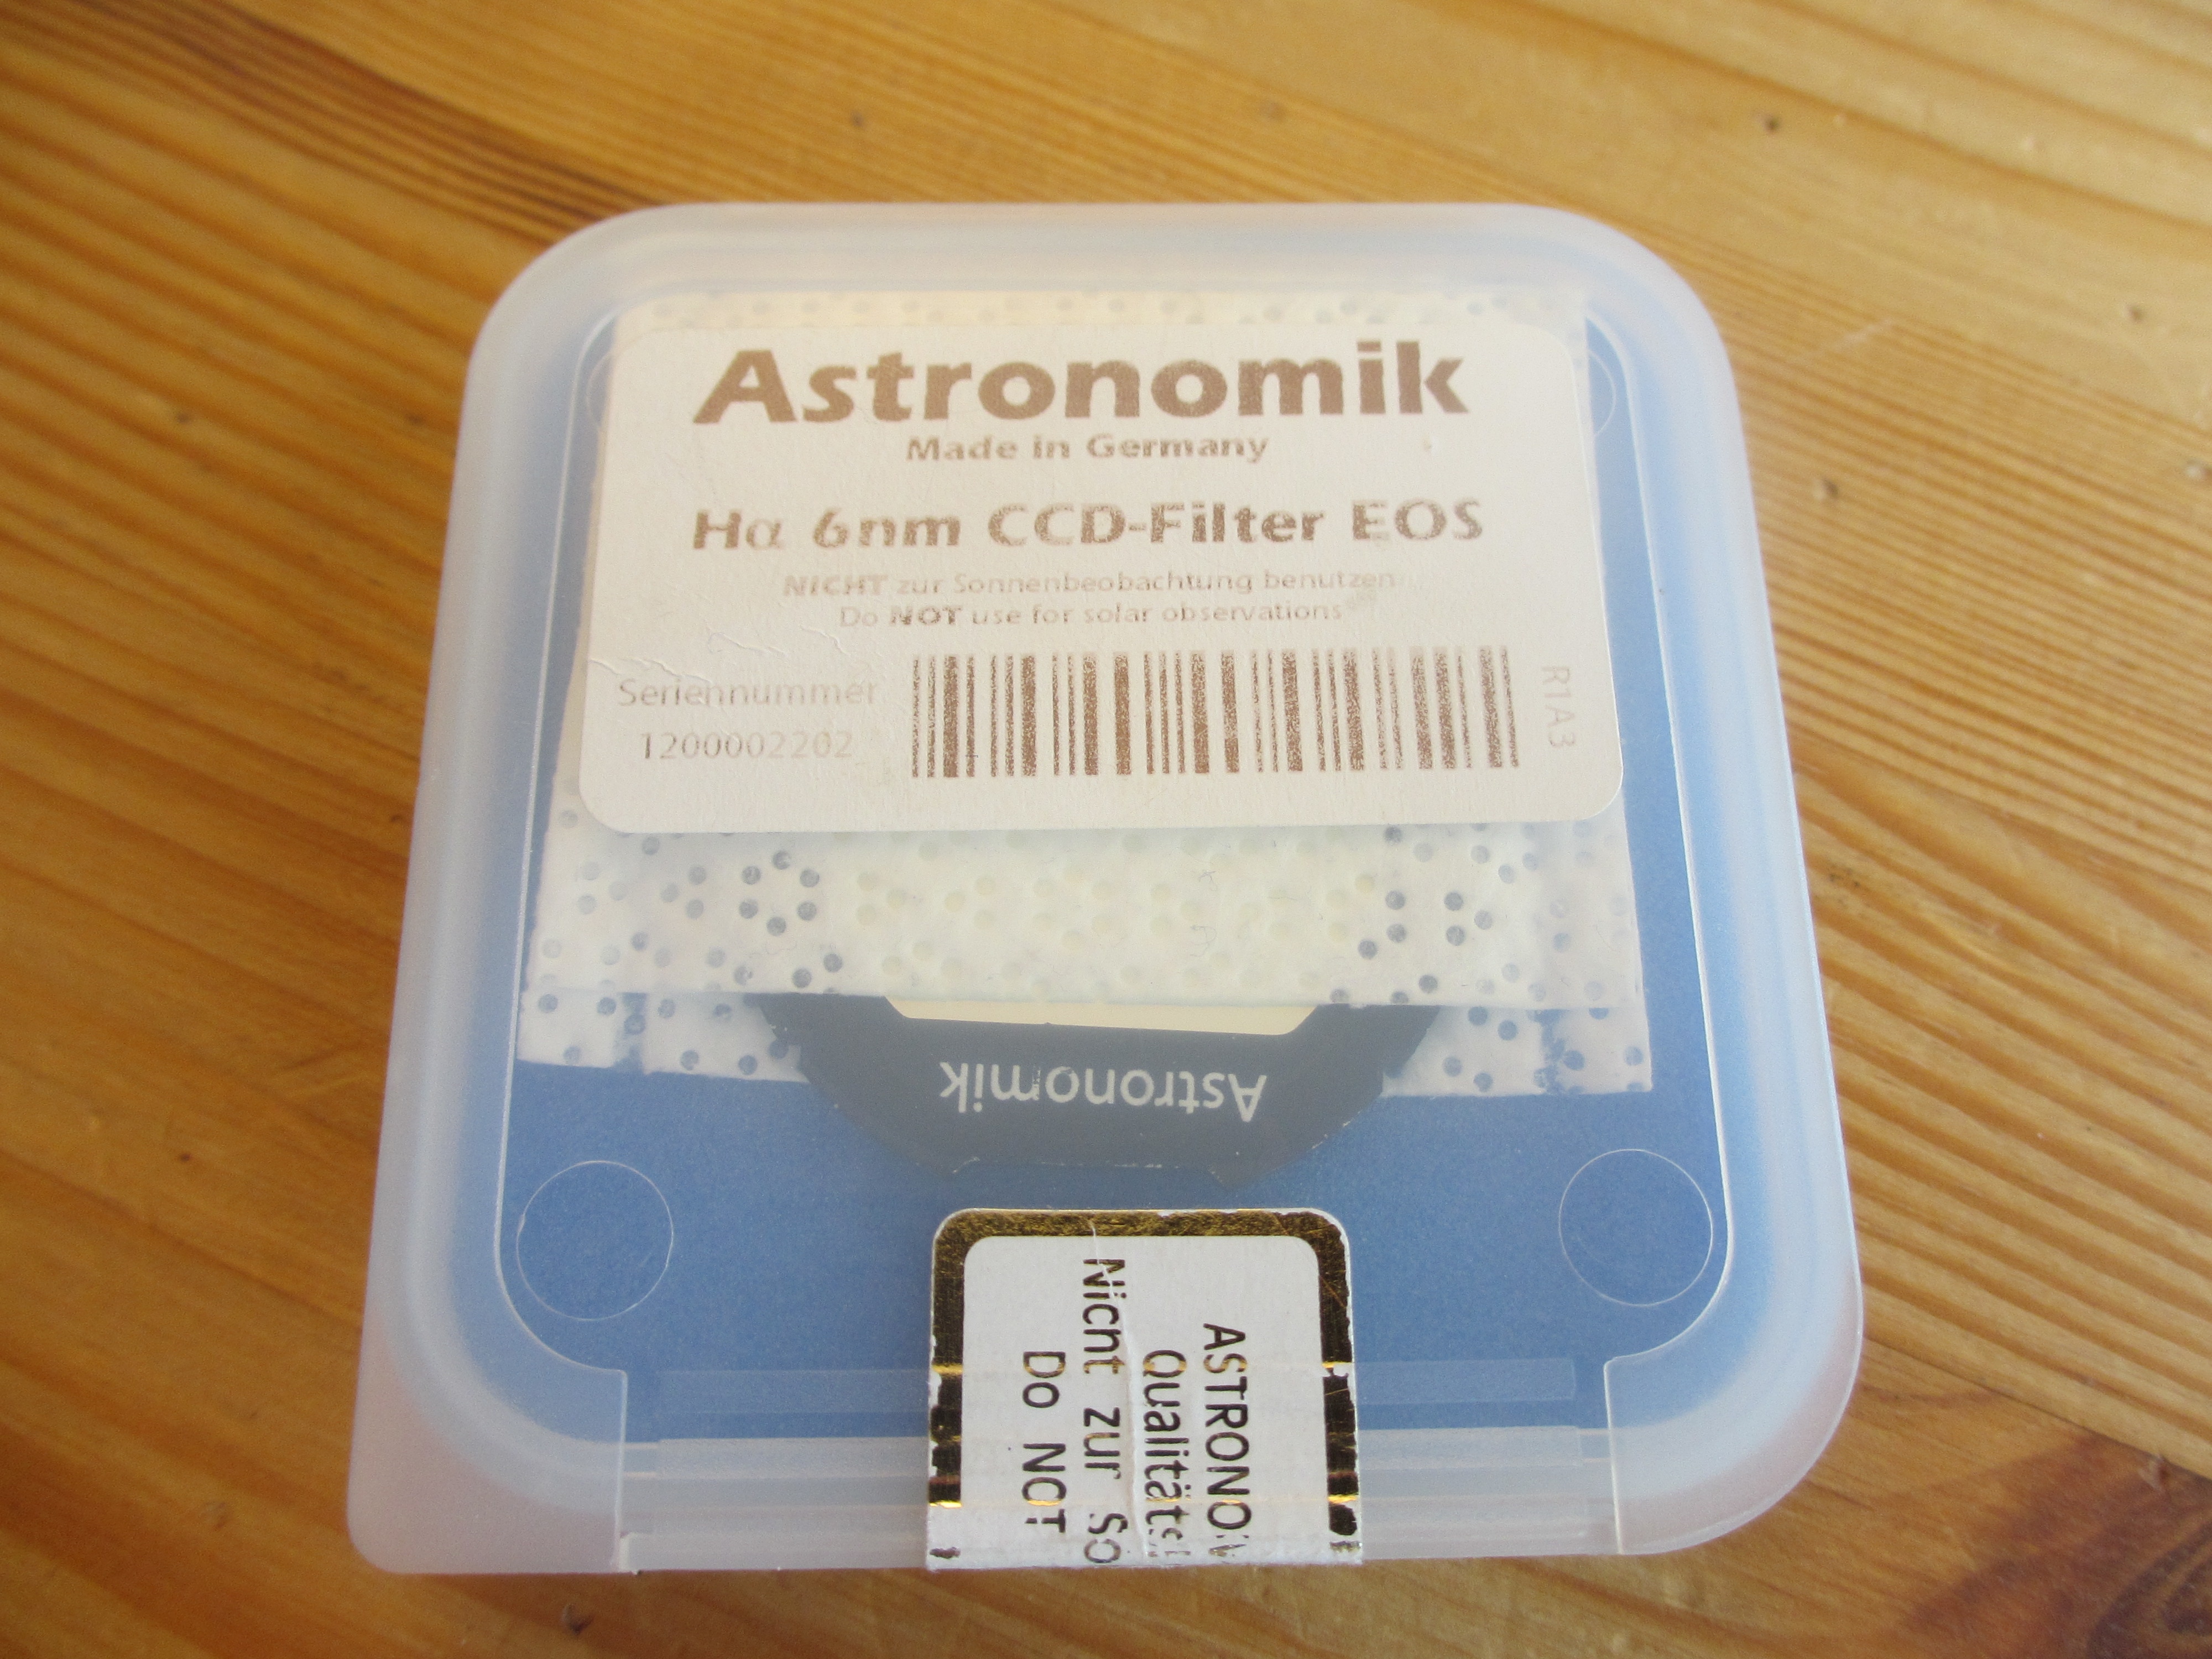 Astronomik
Made in Germany
Hα 6nm CCD-Filter EOS
NICHT zur Sonnenbeobachtung benutzen
Do NOT use for solar observations
Seriennummer
1200002202
R1A3
Astronomik
ASTRONO
Qualitäts
Nicht zur So
Do NOT